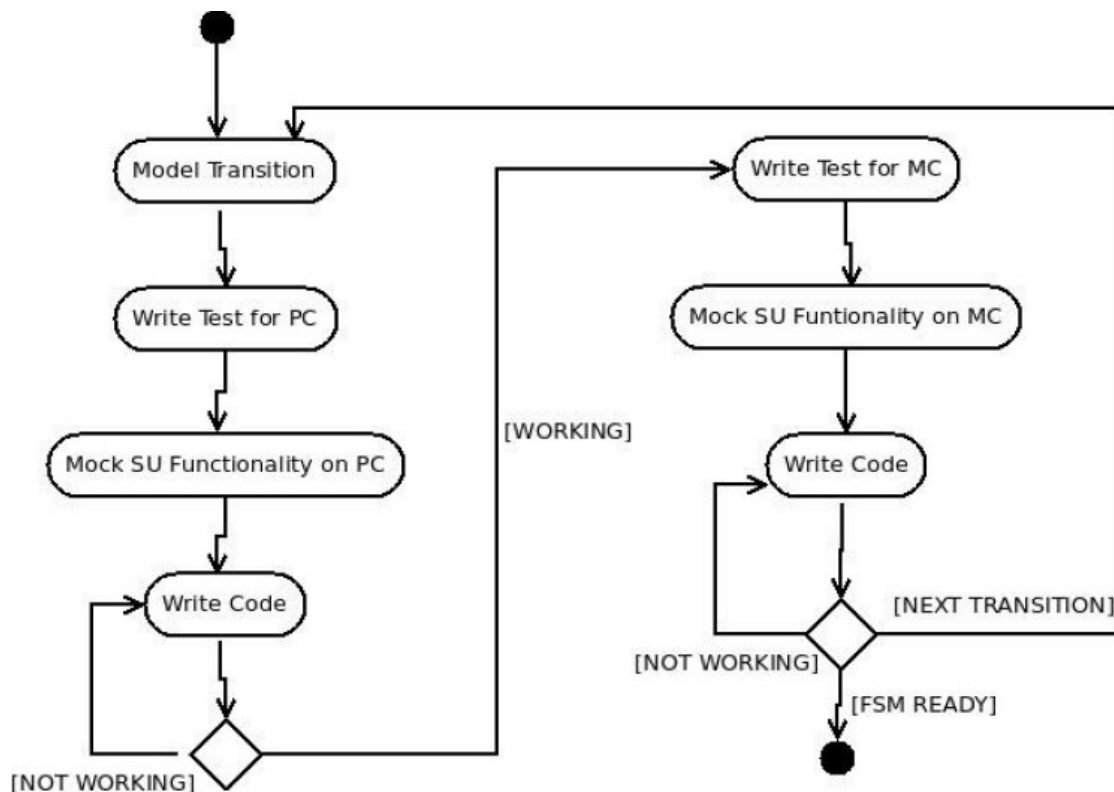 Model Transition
Write Test for PC
Mock SU Functionality on PC
Write Code
[NOT WORKING]
[WORKING]
Write Test for MC
Mock SU Funtionality on MC
Write Code
[NEXT TRANSITION]
[NOT WORKING]
[FSM READY]